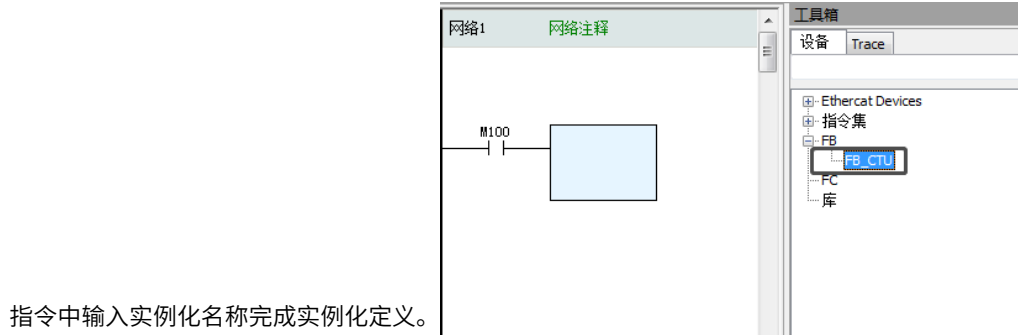 网络1 网络注释
M100
工具箱
设备 Trace
Ethercat Devices
指令集
FB
FB_CTU
FC
库
指令中输入实例化名称完成实例化定义。